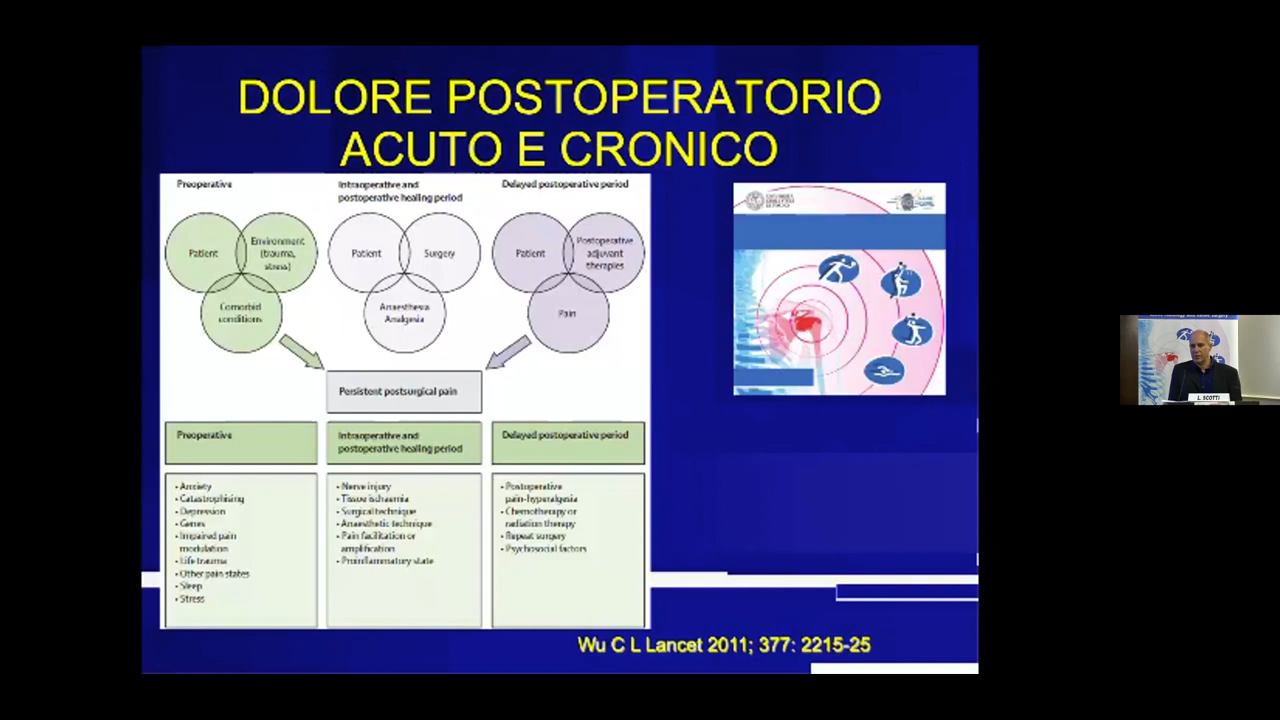 DOLORE POSTOPERATORIO
ACUTO E CRONICO
Preoperative
Intraoperative and
postoperative healing period
Delayed postoperative period
Patient
Environment
(trauma,
stress)
Comorbid
conditions
Patient
Surgery
Anaesthesia
Analgesia
Patient
Postoperative
adjuvant
therapies
Pain
Persistent postsurgical pain
Preoperative
• Anxiety
• Catastrophising
• Depression
• Genes
• Impaired pain
modulation
• Life trauma
• Other pain states
• Sleep
• Stress
Intraoperative and
postoperative healing period
• Nerve injury
• Tissue ischaemia
• Surgical technique
• Anaesthetic technique
• Pain facilitation or
amplification
• Proinflammatory state
Delayed postoperative period
• Postoperative
pain-hyperalgesia
• Chemotherapy or
radiation therapy
• Repeat surgery
• Psychosocial factors
Wu C L Lancet 2011; 377: 2215-25
L. SCOTTI